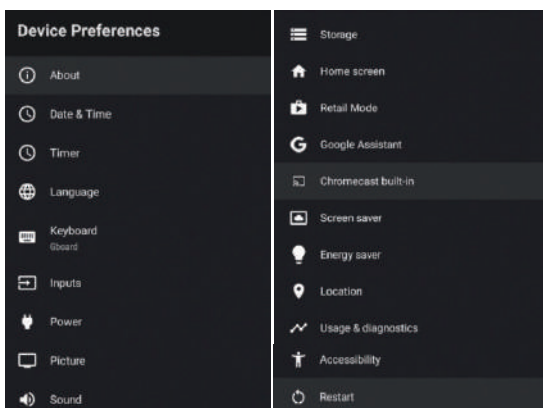 Device Preferences
About
Date & Time
Timer
Language
Keyboard
Gboard
Inputs
Power
Picture
Sound
Storage
Home screen
Retail Mode
Google Assistant
Chromecast built-in
Screen saver
Energy saver
Location
Usage & diagnostics
Accessibility
Restart